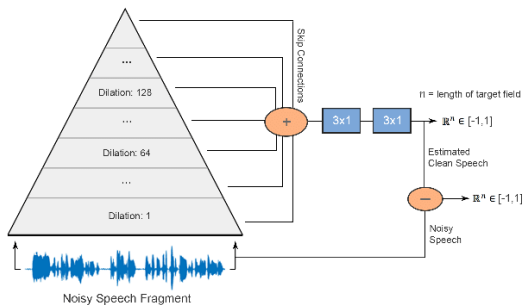 ...
Dilation: 128
...
Dilation: 64
...
Dilation: 1
Noisy Speech Fragment
Skip Connections
+
3x1
3x1
n = length of target field
ℝⁿ ∈ [-1,1]
Estimated
Clean Speech
−
ℝⁿ ∈ [-1,1]
Noisy
Speech